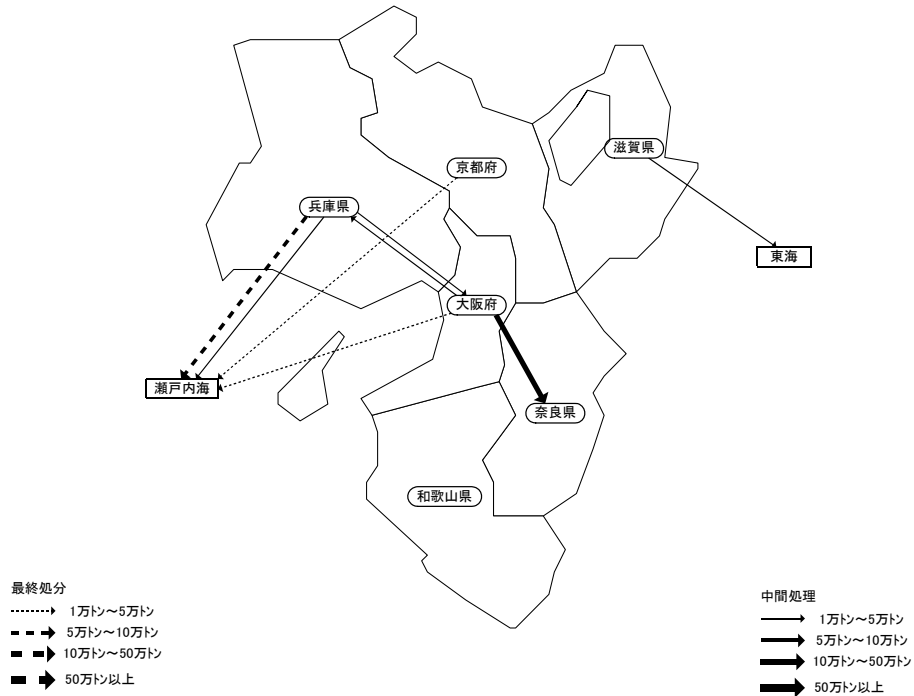 京都府
滋賀県
兵庫県
東海
大阪府
瀬戸内海
奈良県
和歌山県
最終処分
1万トン～5万トン
5万トン～10万トン
10万トン～50万トン
50万トン以上
中間処理
1万トン～5万トン
5万トン～10万トン
10万トン～50万トン
50万トン以上